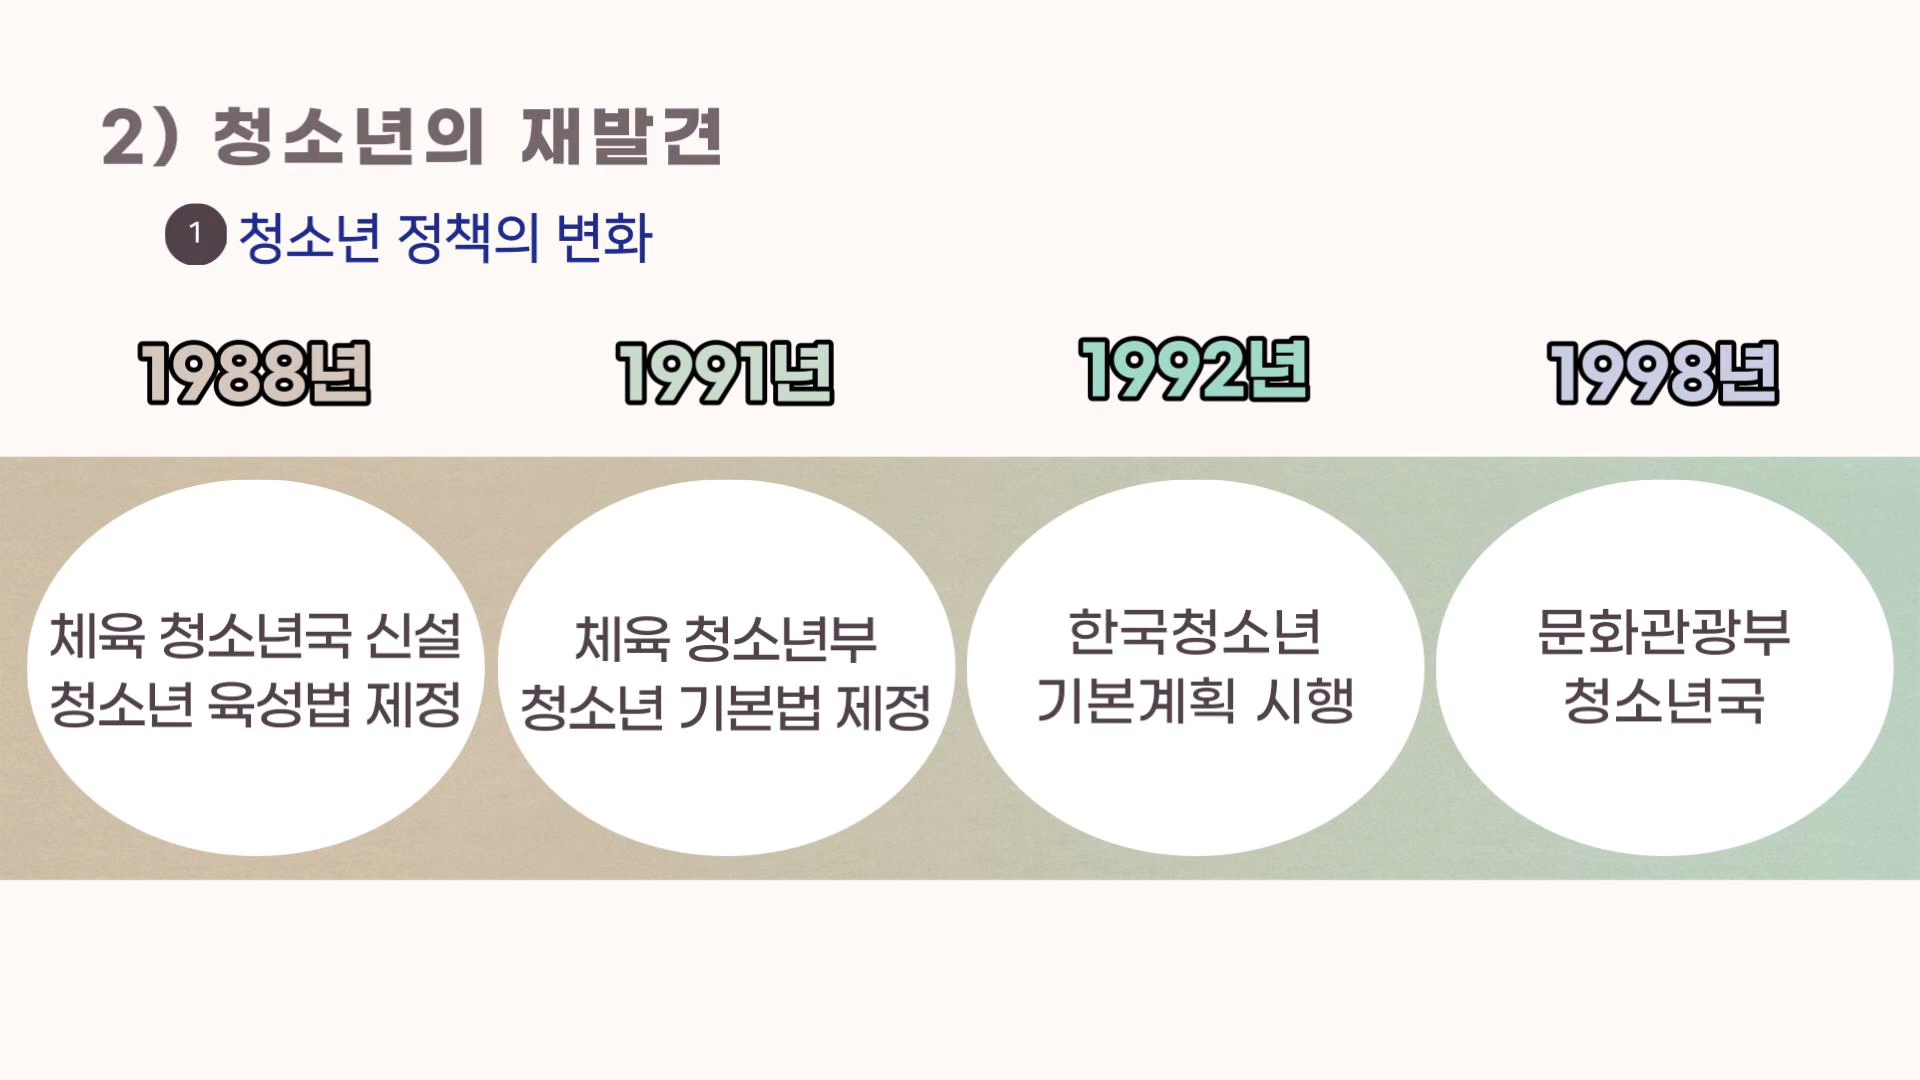 2) 청소년의 재발견
1 청소년 정책의 변화
1988년
1991년
1992년
1998년
체육 청소년국 신설
청소년 육성법 제정
체육 청소년부
청소년 기본법 제정
한국청소년
기본계획 시행
문화관광부
청소년국